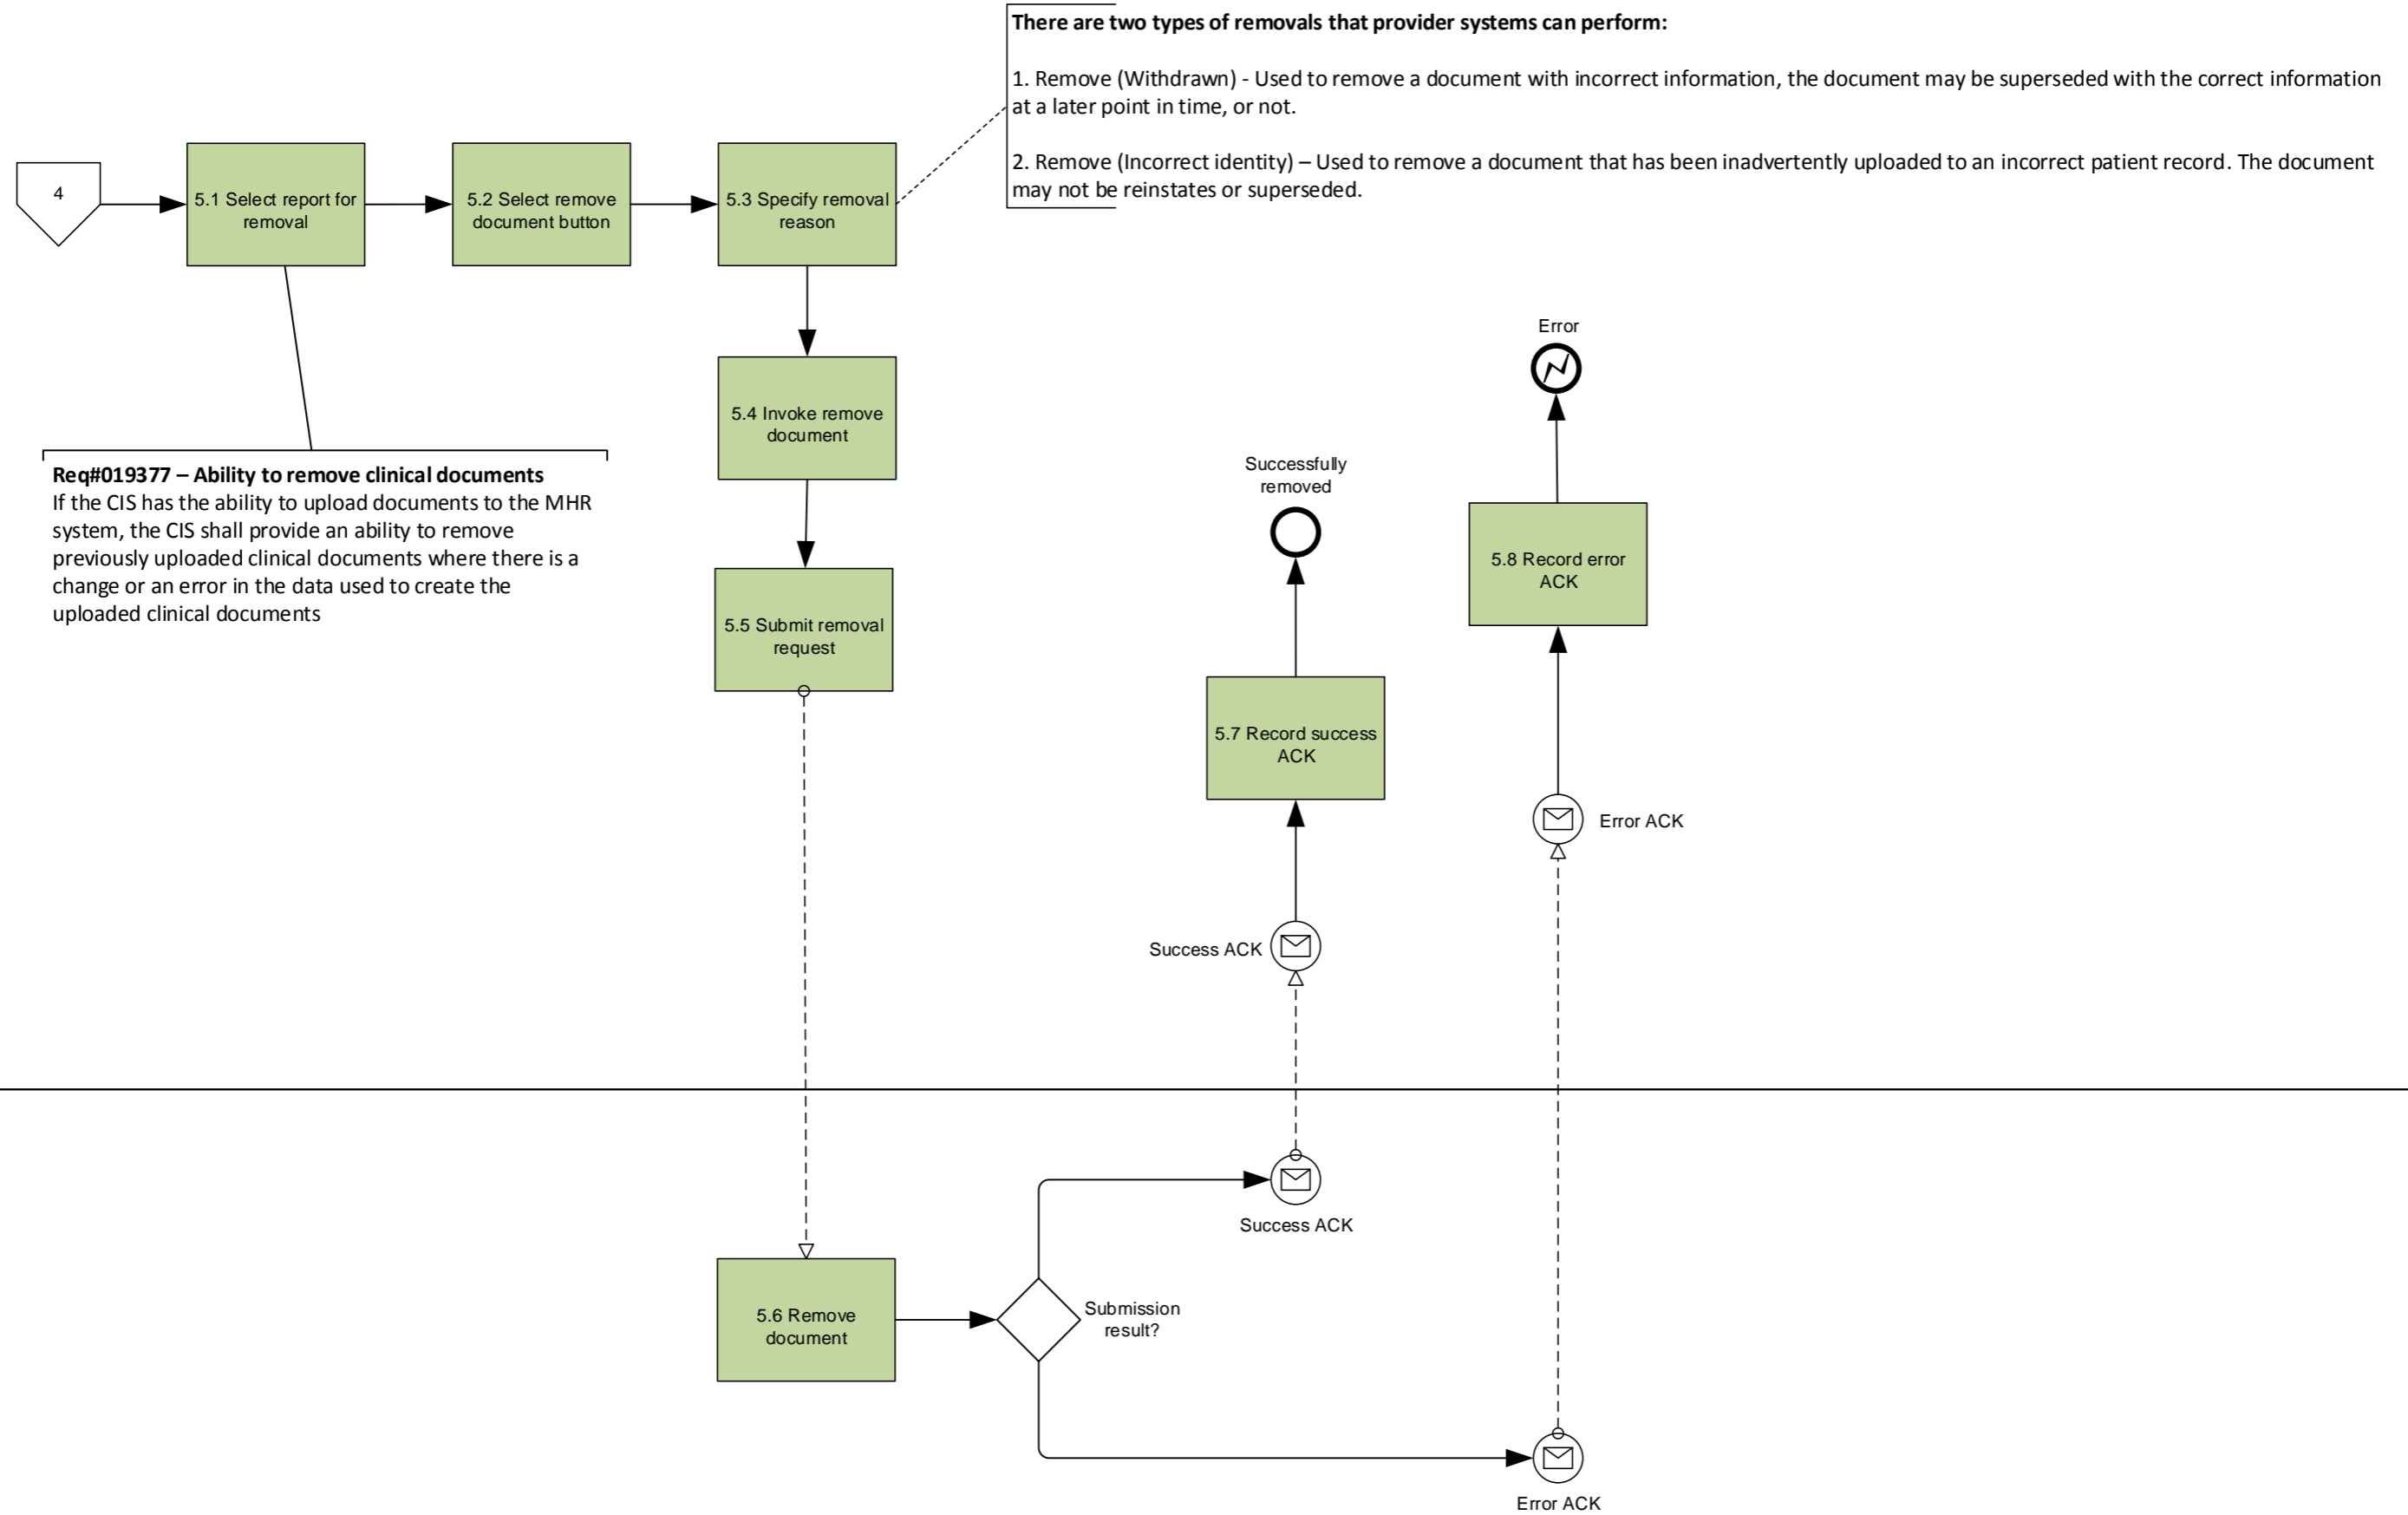 There are two types of removals that provider systems can perform:
1. Remove (Withdrawn) - Used to remove a document with incorrect information, the document may be superseded with the correct information
at a later point in time, or not.
2. Remove (Incorrect identity) – Used to remove a document that has been inadvertently uploaded to an incorrect patient record. The document
may not be reinstates or superseded.
4
5.1 Select report for
removal
5.2 Select remove
document button
5.3 Specify removal
reason
Req#019377 – Ability to remove clinical documents
If the CIS has the ability to upload documents to the MHR
system, the CIS shall provide an ability to remove
previously uploaded clinical documents where there is a
change or an error in the data used to create the
uploaded clinical documents
5.4 Invoke remove
document
5.5 Submit removal
request
Successfully
removed
Error
5.8 Record error
ACK
5.7 Record success
ACK
Error ACK
Success ACK
5.6 Remove
document
Submission
result?
Success ACK
Error ACK